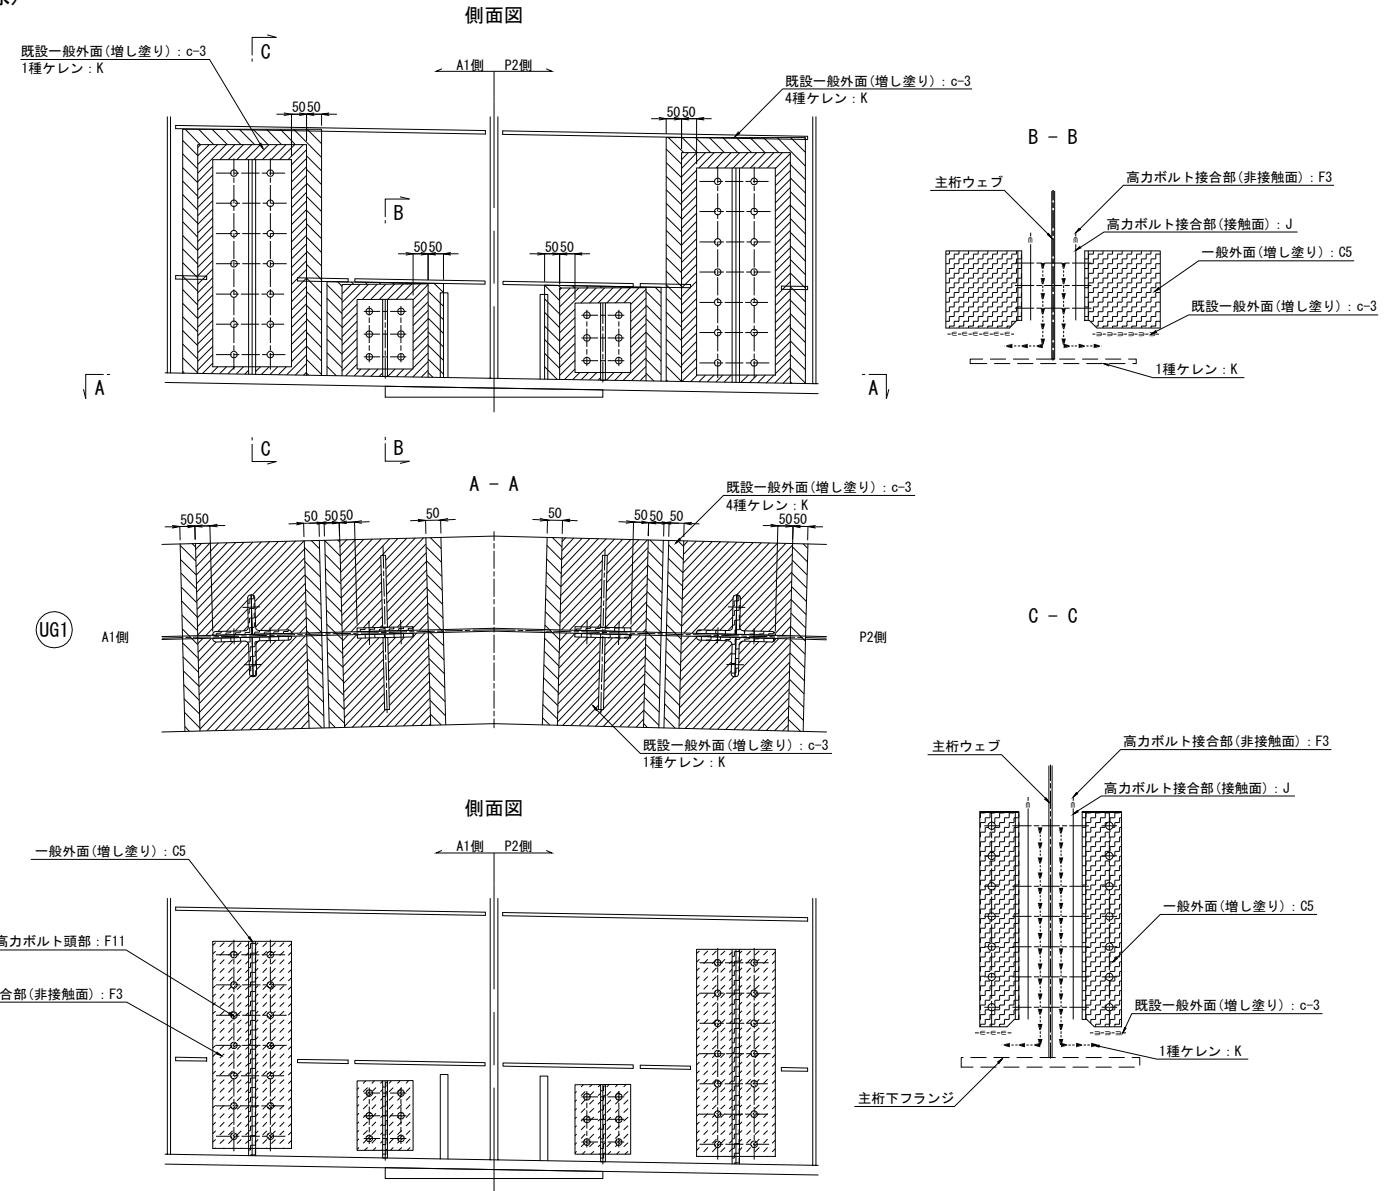 側面図
C
既設一般外面(増し塗り):c-3
1種ケレン:K
A1側 P2側
既設一般外面(増し塗り):c-3
4種ケレン:K
50 50
50 50
B
50 50
50 50
A
A
C
B
B - B
主桁ウェブ
高力ボルト接合部(非接触面):F3
高力ボルト接合部(接触面):J
一般外面(増し塗り):C5
既設一般外面(増し塗り):c-3
1種ケレン:K
A - A
既設一般外面(増し塗り):c-3
4種ケレン:K
50 50 50 50 50 50 50 50 50 50 50 50
UG1
A1側
P2側
既設一般外面(増し塗り):c-3
1種ケレン:K
C - C
主桁ウェブ
高力ボルト接合部(非接触面):F3
高力ボルト接合部(接触面):J
一般外面(増し塗り):C5
既設一般外面(増し塗り):c-3
1種ケレン:K
主桁下フランジ
側面図
A1側 P2側
一般外面(増し塗り):C5
高力ボルト頭部:F11
合部(非接触面):F3